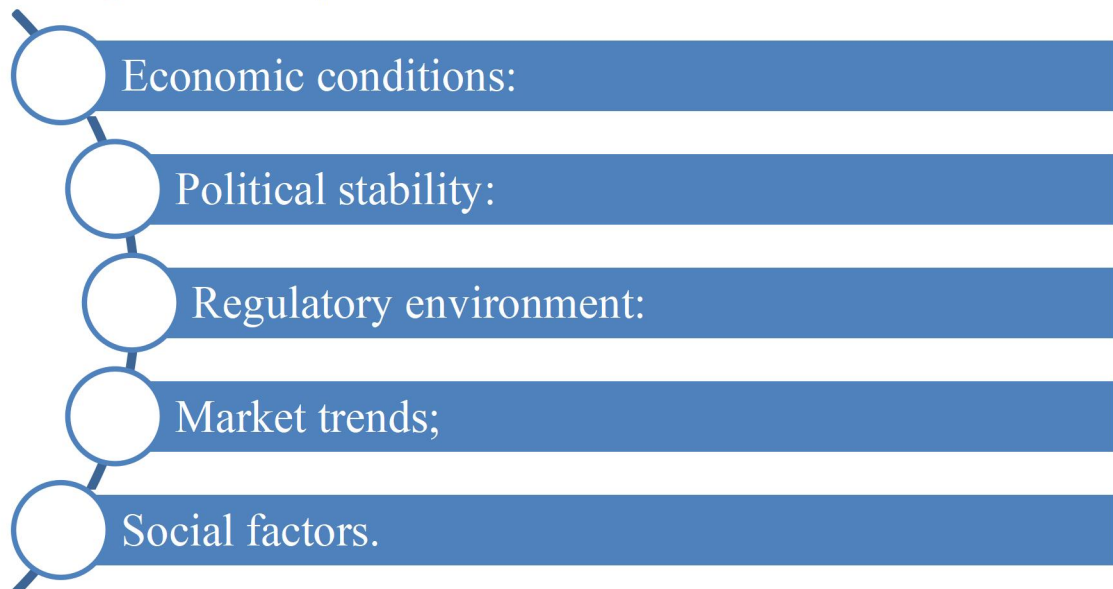 Economic conditions:
Political stability:
Regulatory environment:
Market trends;
Social factors.